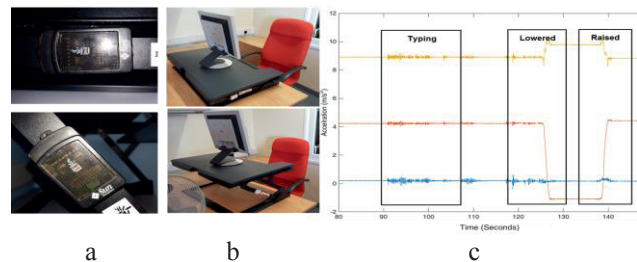 Typing
Lowered
Raised
Acceleration (m/s²)
12
10
8
6
4
2
0
-2
80
90
100
110
120
130
140
Time (Seconds)
a
b
c